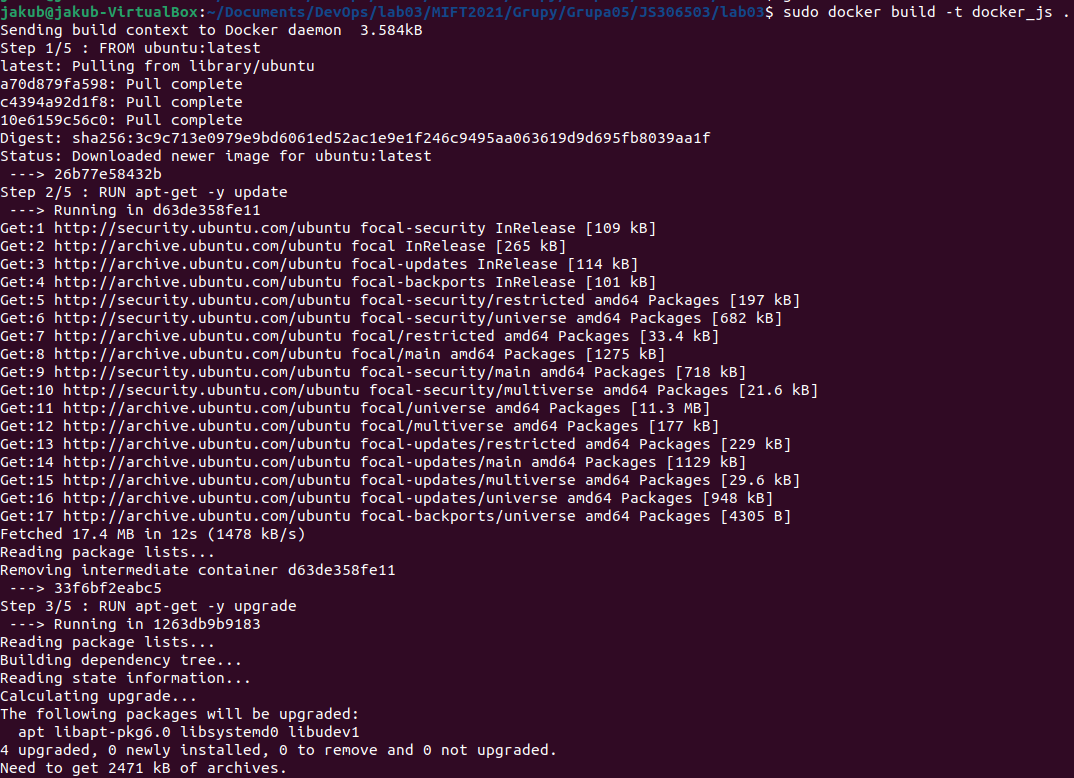 jakub@jakub-VirtualBox:~/Documents/DevOps/lab03/MIFT2021/Grupy/Grupa05/JS306503/lab03$ sudo docker build -t docker_js .
Sending build context to Docker daemon  3.584kB
Step 1/5 : FROM ubuntu:latest
latest: Pulling from library/ubuntu
a70d879fa598: Pull complete
c4394a92d1f8: Pull complete
10e6159c56c0: Pull complete
Digest: sha256:3c9c713e0979e9bd6061ed52ac1e9e1f246c9495aa063619d9d695fb8039aa1f
Status: Downloaded newer image for ubuntu:latest
 ---> 26b77e58432b
Step 2/5 : RUN apt-get -y update
 ---> Running in d63de358fe11
Get:1 http://security.ubuntu.com/ubuntu focal-security InRelease [109 kB]
Get:2 http://archive.ubuntu.com/ubuntu focal InRelease [265 kB]
Get:3 http://archive.ubuntu.com/ubuntu focal-updates InRelease [114 kB]
Get:4 http://archive.ubuntu.com/ubuntu focal-backports InRelease [101 kB]
Get:5 http://security.ubuntu.com/ubuntu focal-security/restricted amd64 Packages [197 kB]
Get:6 http://security.ubuntu.com/ubuntu focal-security/universe amd64 Packages [682 kB]
Get:7 http://archive.ubuntu.com/ubuntu focal/restricted amd64 Packages [33.4 kB]
Get:8 http://archive.ubuntu.com/ubuntu focal/main amd64 Packages [1275 kB]
Get:9 http://security.ubuntu.com/ubuntu focal-security/main amd64 Packages [718 kB]
Get:10 http://security.ubuntu.com/ubuntu focal-security/multiverse amd64 Packages [21.6 kB]
Get:11 http://archive.ubuntu.com/ubuntu focal/universe amd64 Packages [11.3 MB]
Get:12 http://archive.ubuntu.com/ubuntu focal/multiverse amd64 Packages [177 kB]
Get:13 http://archive.ubuntu.com/ubuntu focal-updates/restricted amd64 Packages [229 kB]
Get:14 http://archive.ubuntu.com/ubuntu focal-updates/main amd64 Packages [1129 kB]
Get:15 http://archive.ubuntu.com/ubuntu focal-updates/multiverse amd64 Packages [29.6 kB]
Get:16 http://archive.ubuntu.com/ubuntu focal-updates/universe amd64 Packages [948 kB]
Get:17 http://archive.ubuntu.com/ubuntu focal-backports/universe amd64 Packages [4305 B]
Fetched 17.4 MB in 12s (1478 kB/s)
Reading package lists...
Removing intermediate container d63de358fe11
 ---> 33f6bf2eabc5
Step 3/5 : RUN apt-get -y upgrade
 ---> Running in 1263db9b9183
Reading package lists...
Building dependency tree...
Reading state information...
Calculating upgrade...
The following packages will be upgraded:
  apt libapt-pkg6.0 libsystemd0 libudev1
4 upgraded, 0 newly installed, 0 to remove and 0 not upgraded.
Need to get 2471 kB of archives.